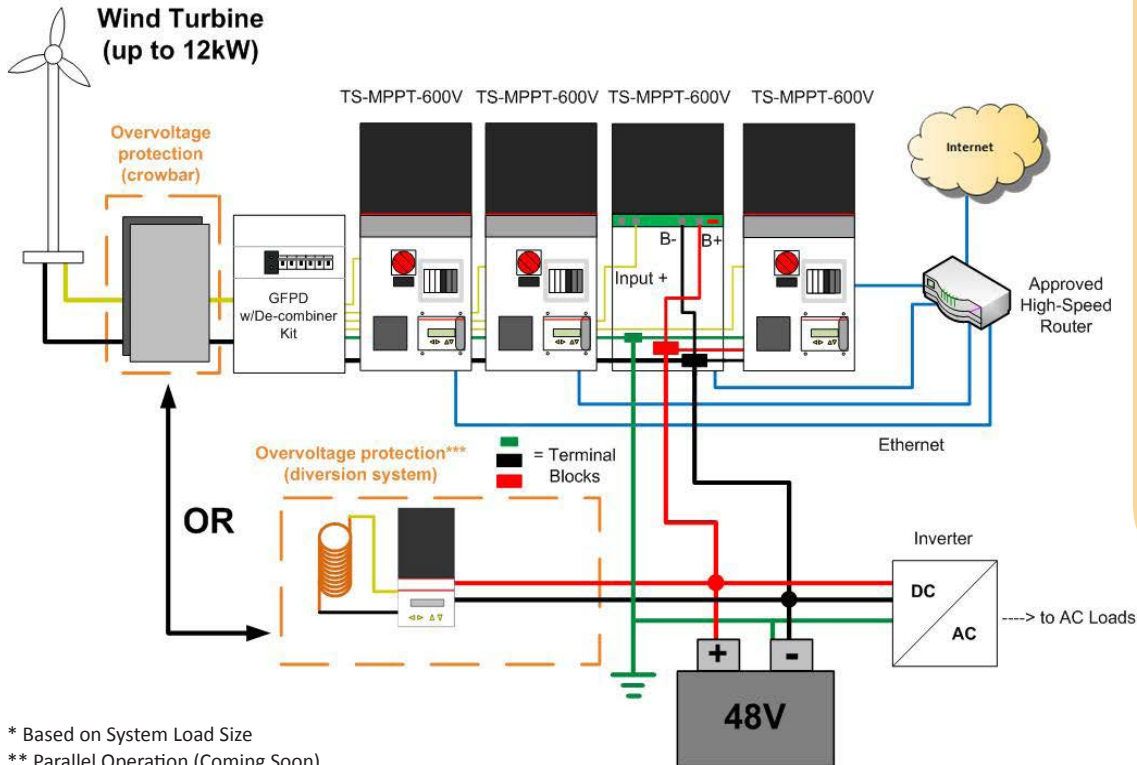 Wind Turbine
(up to 12kW)
TS-MPPT-600V
TS-MPPT-600V
TS-MPPT-600V
TS-MPPT-600V
Overvoltage
protection
(crowbar)
Internet
B-
B+
Input +
GFPD
w/De-combiner
Kit
Approved
High-Speed
Router
Ethernet
Overvoltage protection***
(diversion system)
= Terminal
Blocks
OR
Inverter
DC
AC
----> to AC Loads
+
-
48V
* Based on System Load Size
** Parallel Operation (Coming Soon)